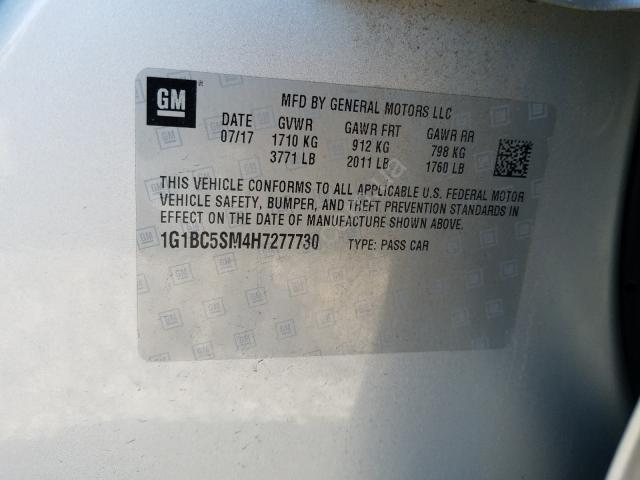 GM
MFD BY GENERAL MOTORS LLC
DATE GVWR GAWR FRT GAWR RR
07/17 1710 KG 912 KG 798 KG
3771 LB 2011 LB 1760 LB
THIS VEHICLE CONFORMS TO ALL APPLICABLE U.S. FEDERAL MOTOR
VEHICLE SAFETY, BUMPER, AND THEFT PREVENTION STANDARDS IN
EFFECT ON THE DATE OF MANUFACTURE SHOWN ABOVE.
1G1BC5SM4H7277730 TYPE: PASS CAR